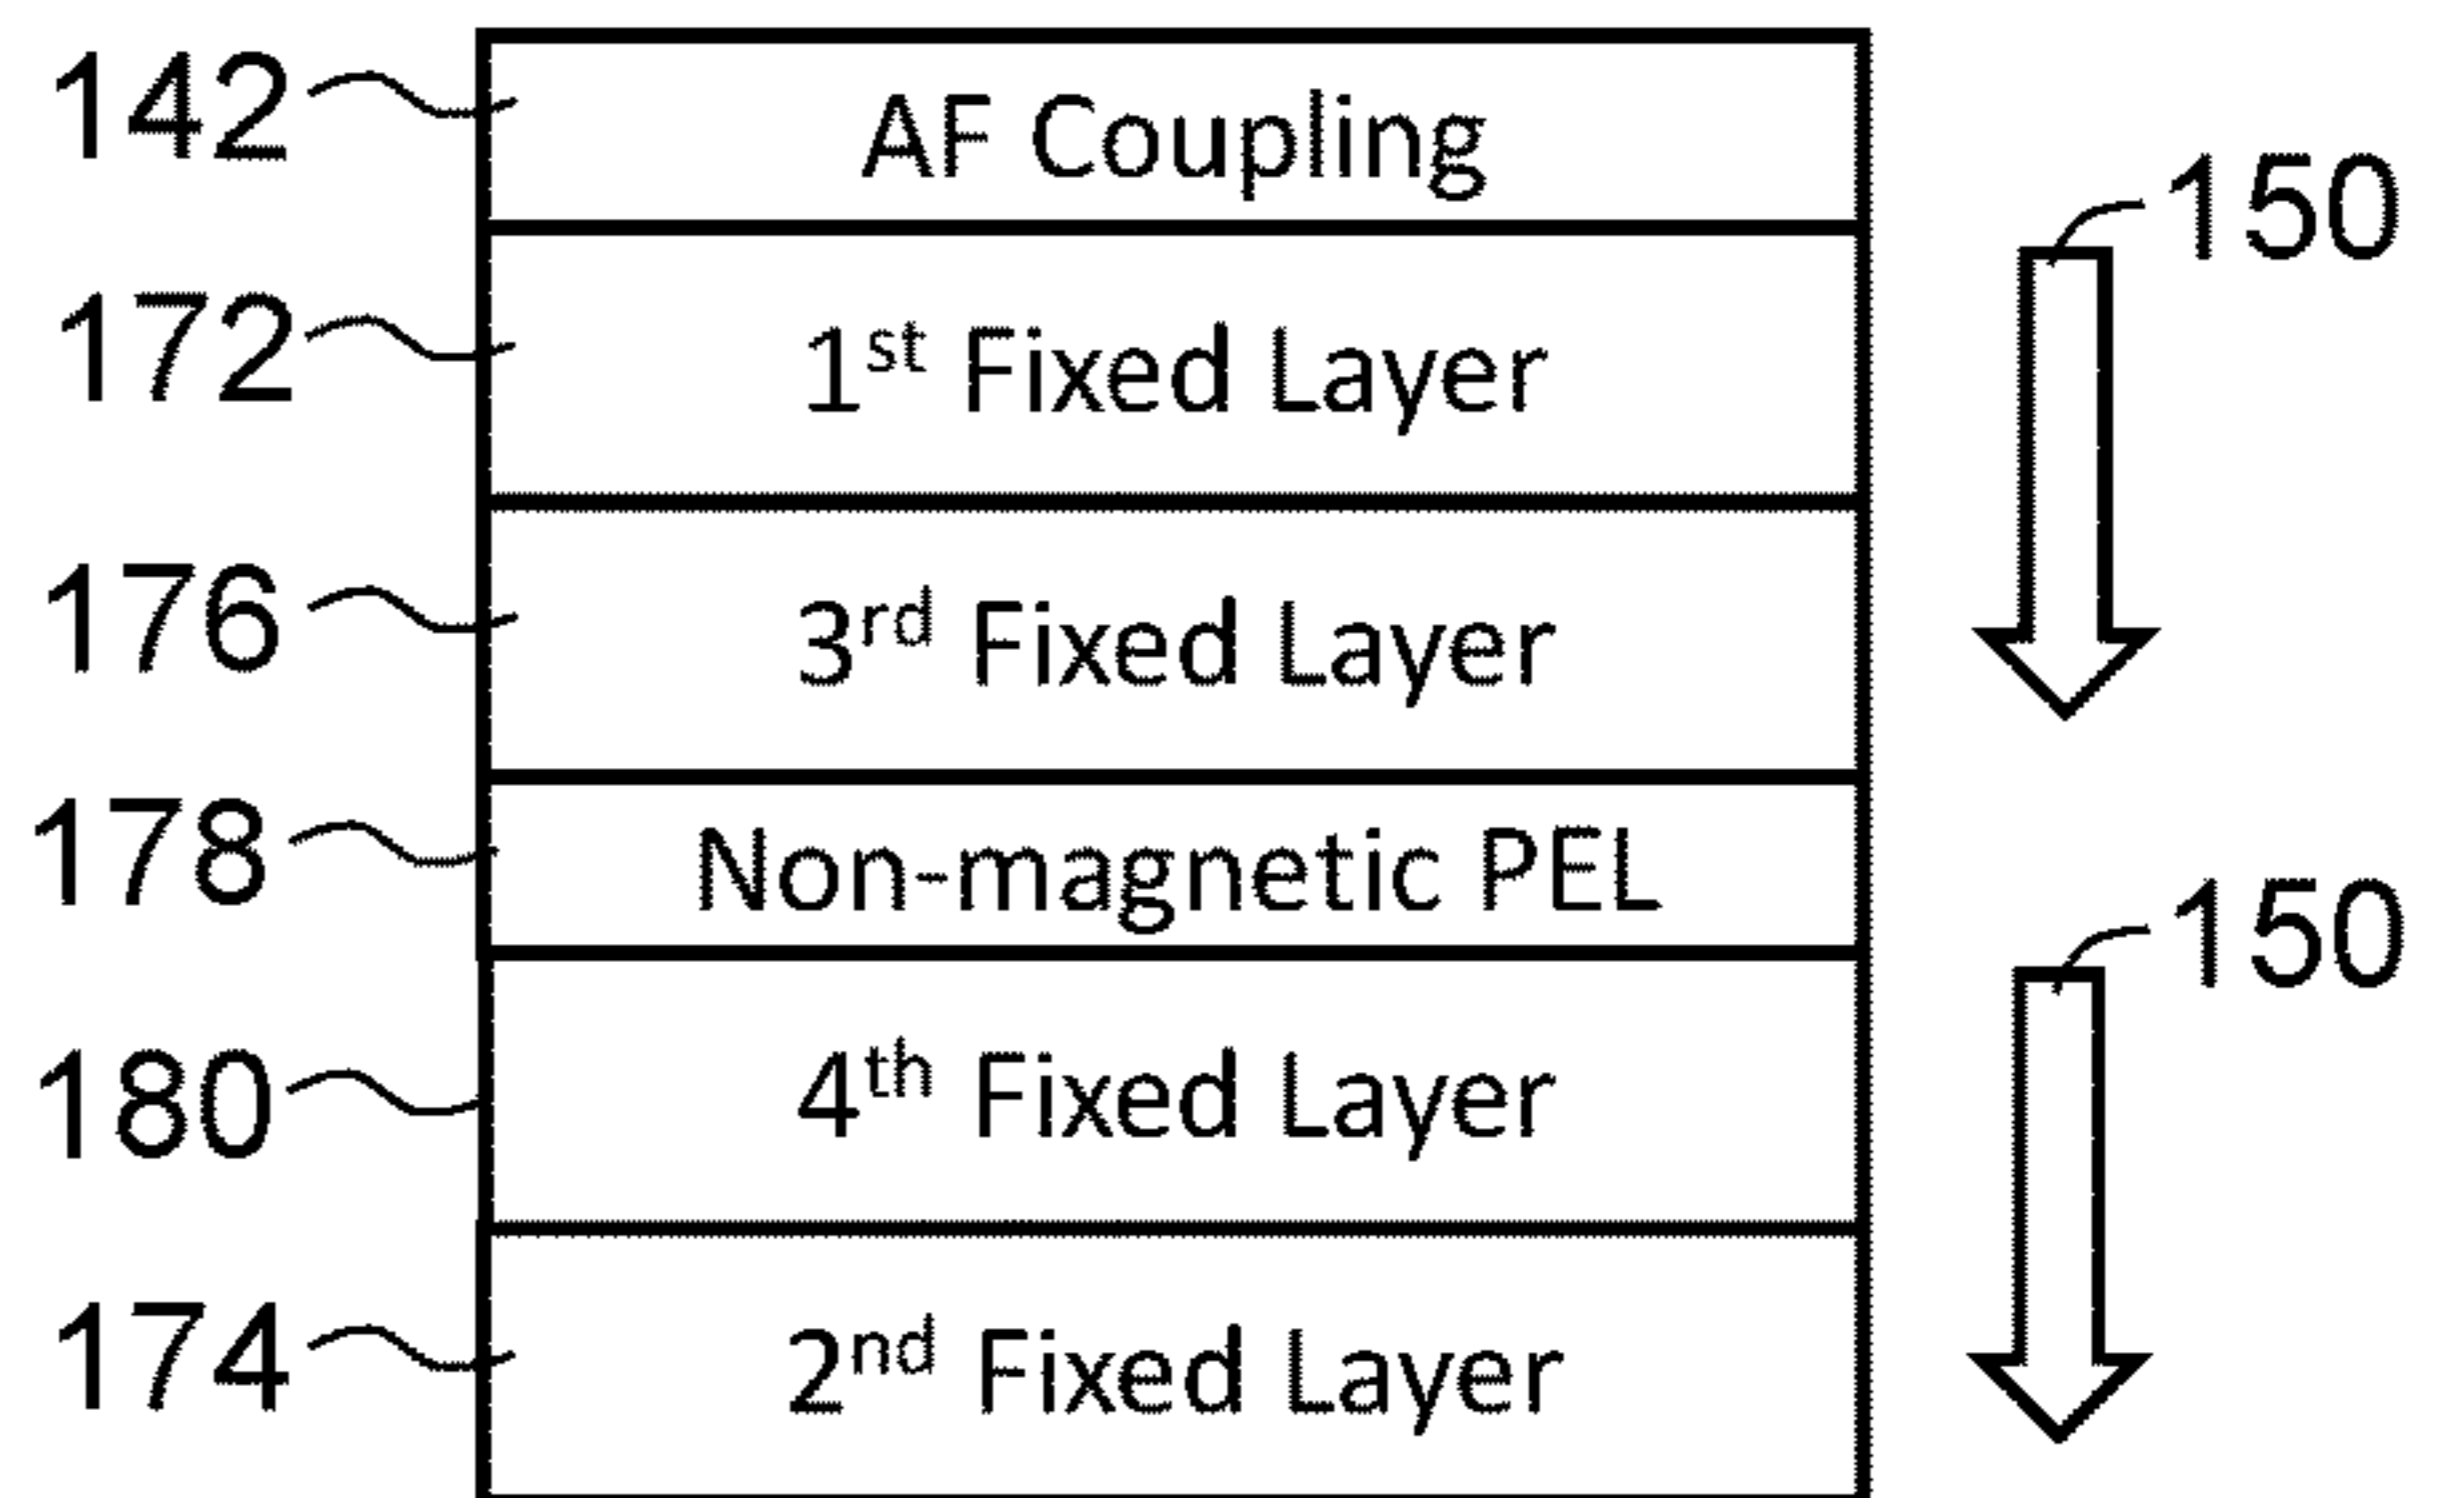 142 AF Coupling
150
172 1st Fixed Layer
176 3rd Fixed Layer
178 Non-magnetic PEL
150
180 4th Fixed Layer
174 2nd Fixed Layer